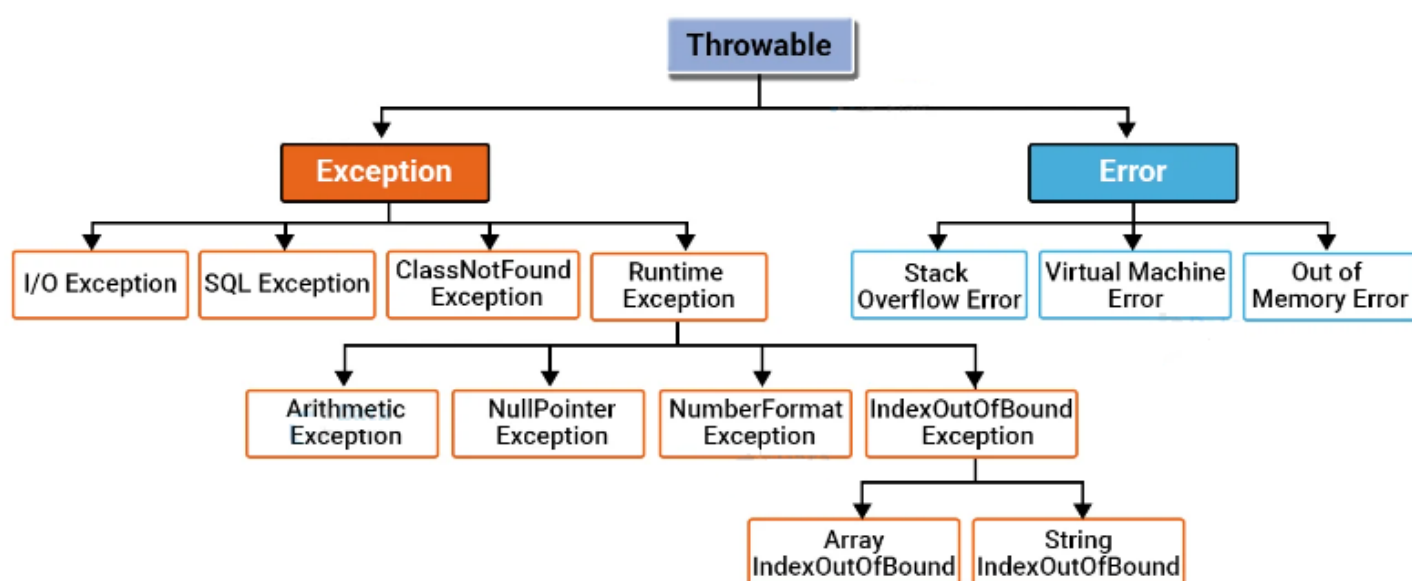 Throwable
Exception
Error
I/O Exception
SQL Exception
ClassNotFound
Exception
Runtime
Exception
Stack
Overflow Error
Virtual Machine
Error
Out of
Memory Error
Arithmetic
Exception
NullPointer
Exception
NumberFormat
Exception
IndexOutOfBound
Exception
Array
IndexOutOfBound
String
IndexOutOfBound